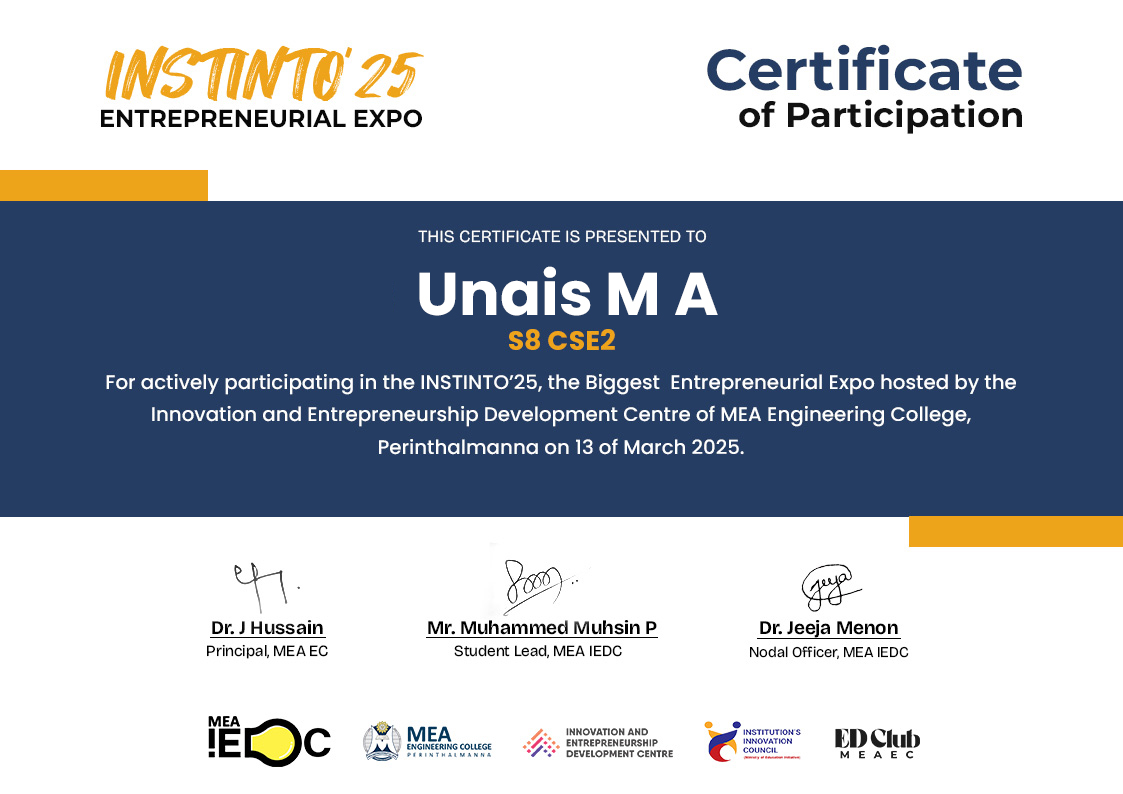 INSTINTO'25
ENTREPRENEURIAL EXPO
Certificate
of Participation
THIS CERTIFICATE IS PRESENTED TO
Unais M A
S8 CSE2
For actively participating in the INSTINTO’25, the Biggest  Entrepreneurial Expo hosted by the
Innovation and Entrepreneurship Development Centre of MEA Engineering College,
Perinthalmanna on 13 of March 2025.
Dr. J Hussain
Principal, MEA EC
Mr. Muhammed Muhsin P
Student Lead, MEA IEDC
Jeeja
Dr. Jeeja Menon
Nodal Officer, MEA IEDC
MEA
IEDC
MEA
ENGINEERING COLLEGE
PERINTHALMANNA
INNOVATION AND
ENTREPRENEURSHIP
DEVELOPMENT CENTRE
INSTITUTION'S
INNOVATION
COUNCIL
(Ministry of Education Initiative)
ED Club
MEAEC